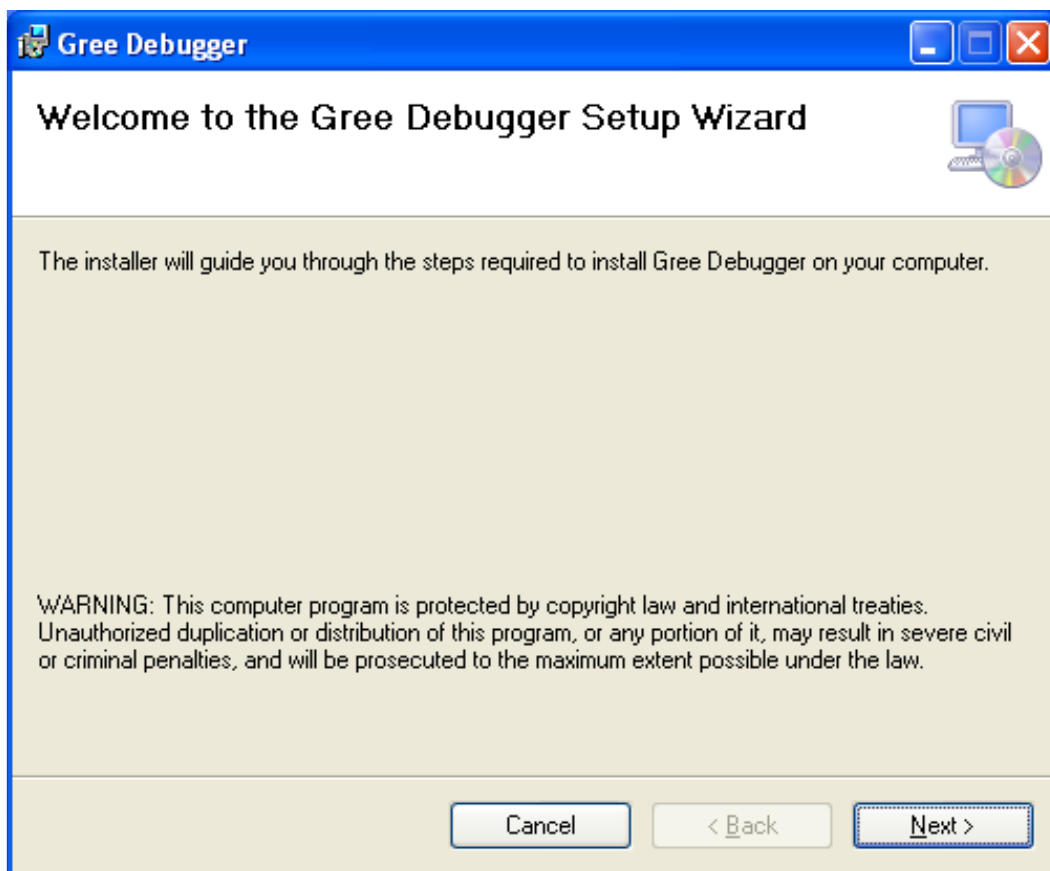 Gree Debugger
Welcome to the Gree Debugger Setup Wizard
The installer will guide you through the steps required to install Gree Debugger on your computer.
WARNING: This computer program is protected by copyright law and international treaties.
Unauthorized duplication or distribution of this program, or any portion of it, may result in severe civil
or criminal penalties, and will be prosecuted to the maximum extent possible under the law.
Cancel < Back Next >